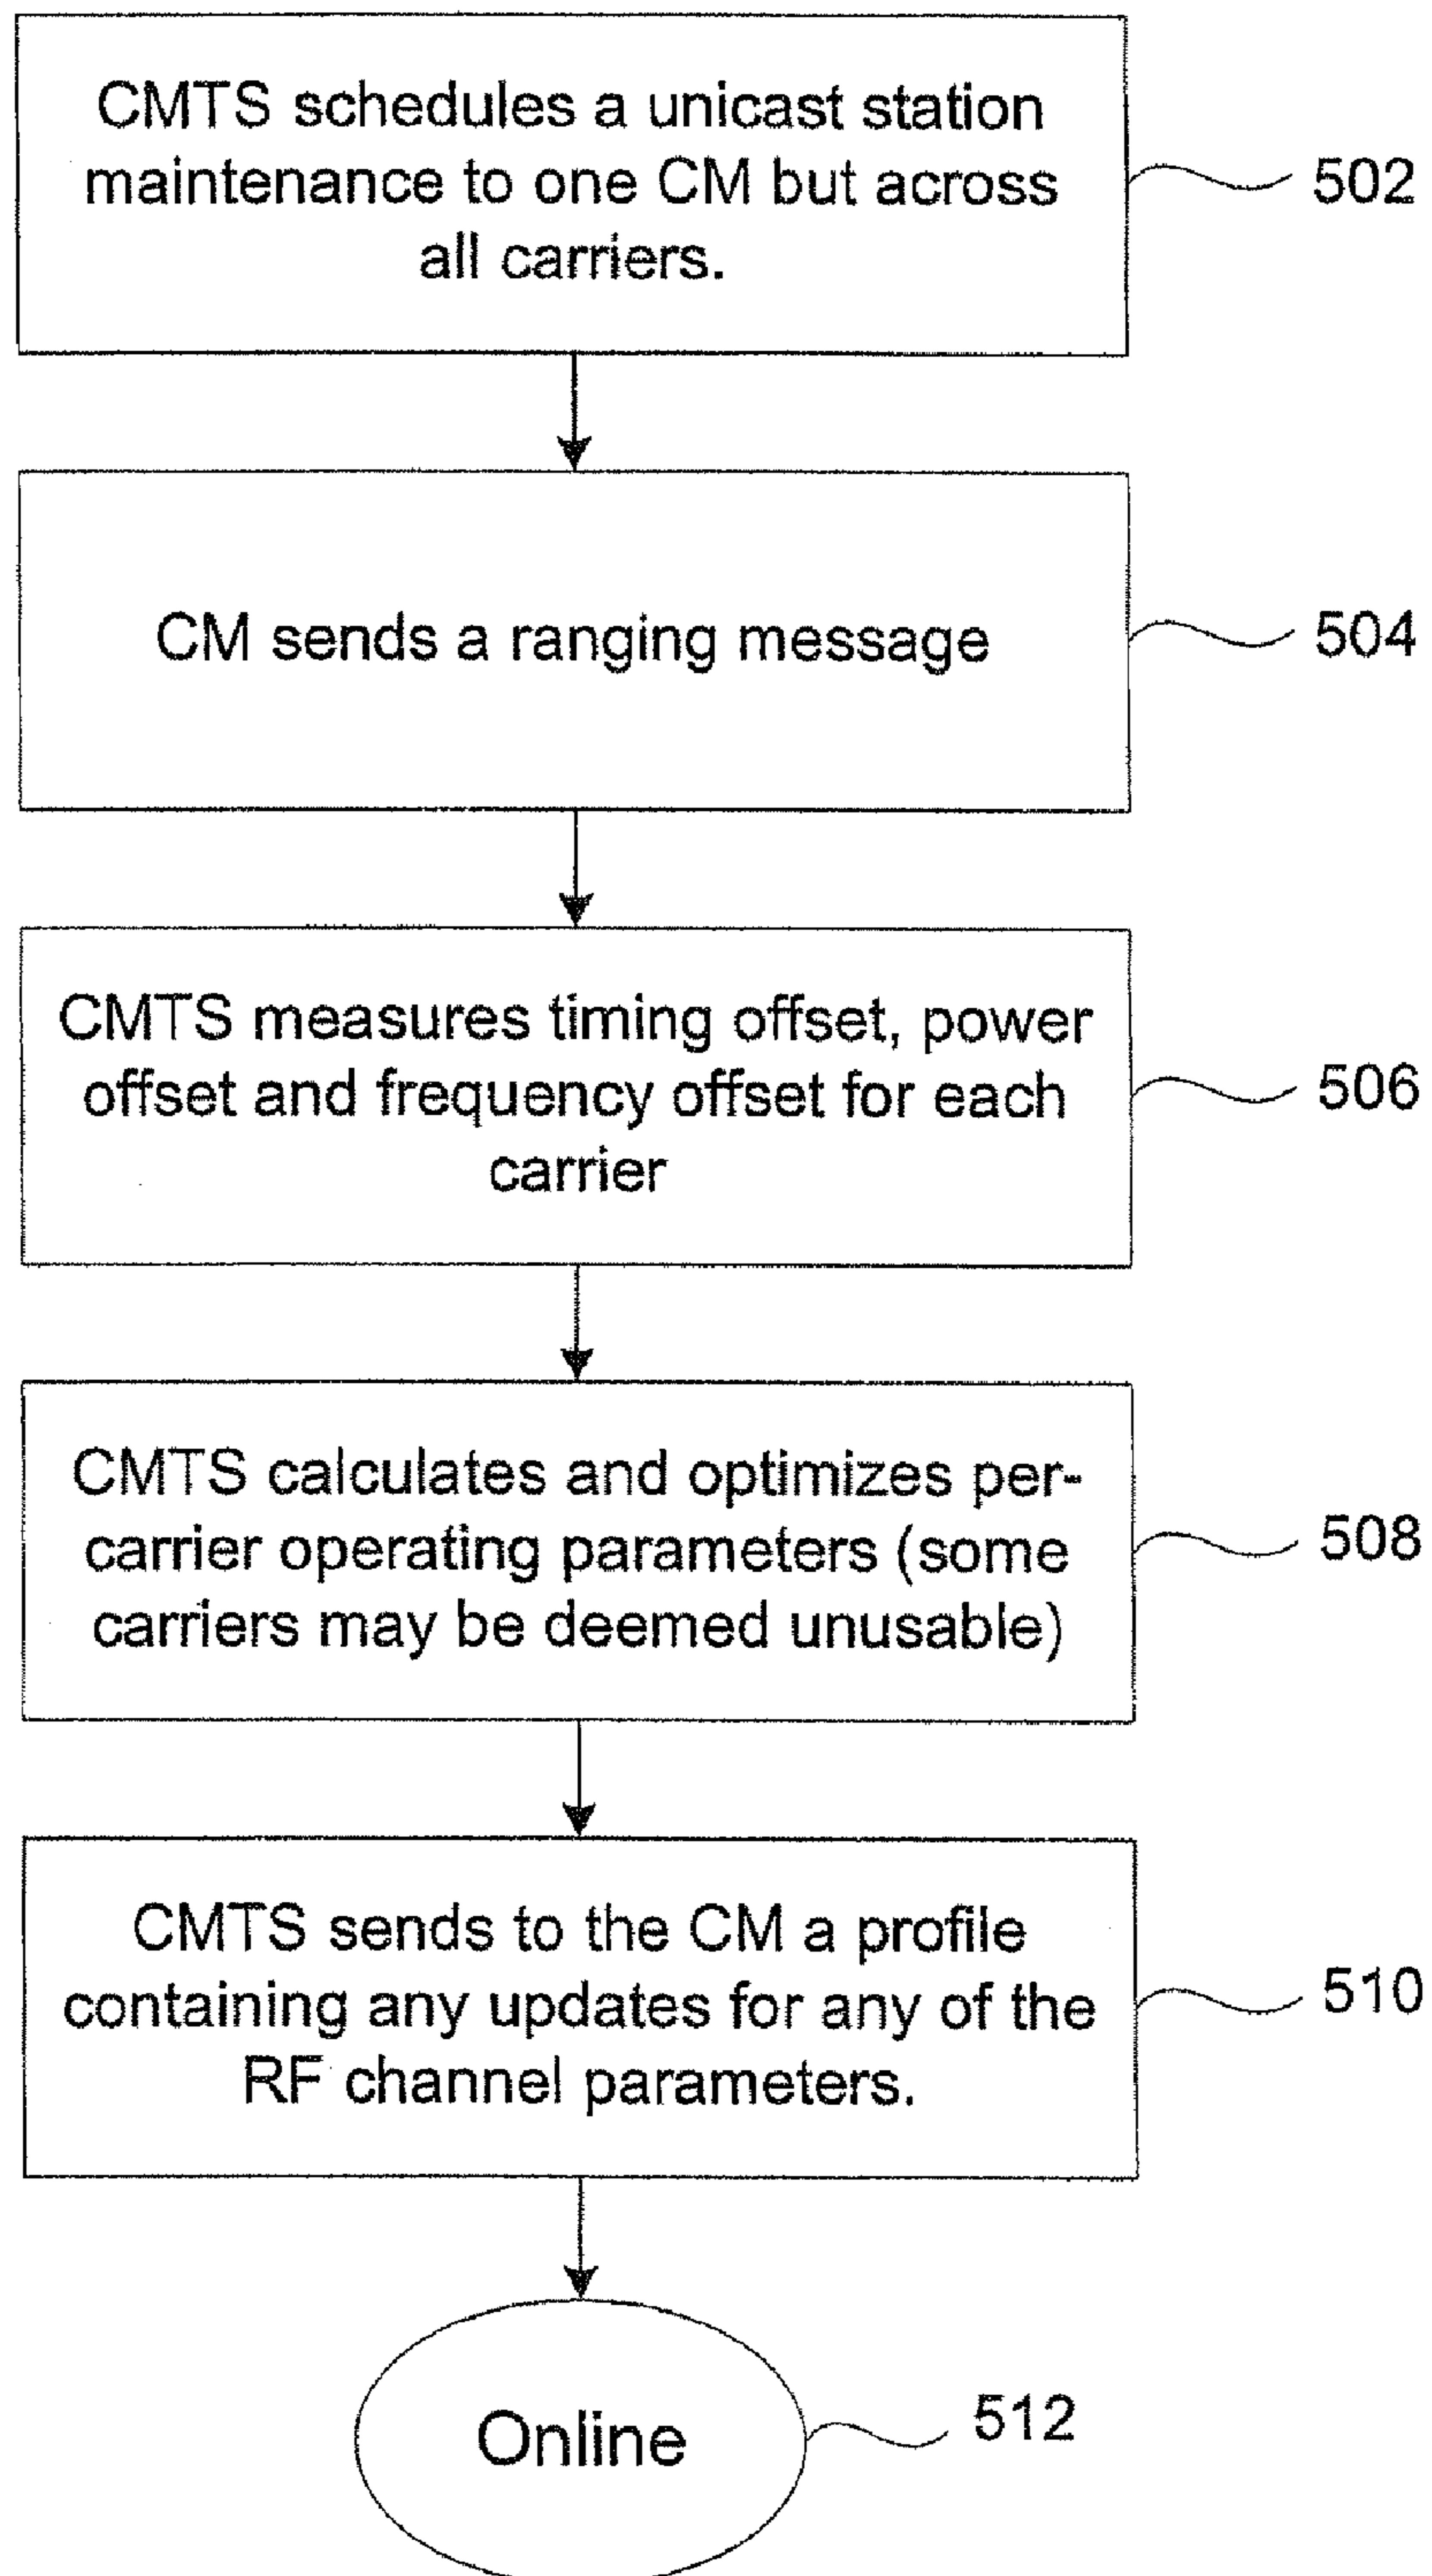 CMTS schedules a unicast station
maintenance to one CM but across
all carriers.
502
CM sends a ranging message
504
CMTS measures timing offset, power
offset and frequency offset for each
carrier
506
CMTS calculates and optimizes per-
carrier operating parameters (some
carriers may be deemed unusable)
508
CMTS sends to the CM a profile
containing any updates for any of the
RF channel parameters.
510
Online
512